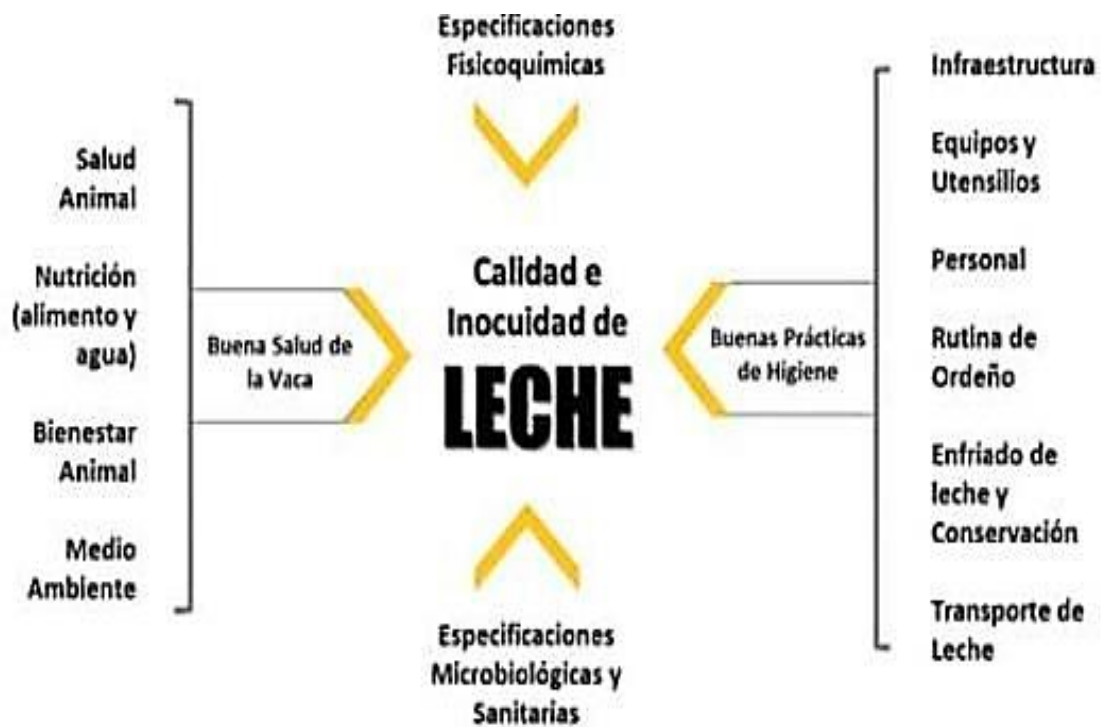 Especificaciones
Fisicoquímicas
Salud
Animal
Nutrición
(alimento y
agua)
Bienestar
Animal
Medio
Ambiente
Buena Salud de
la Vaca
Calidad e
Inocuidad de
LECHE
Buenas Prácticas
de Higiene
Infraestructura
Equipos y
Utensilios
Personal
Rutina de
Ordeño
Enfriado de
leche y
Conservación
Transporte de
Leche
Especificaciones
Microbiológicas y
Sanitarias